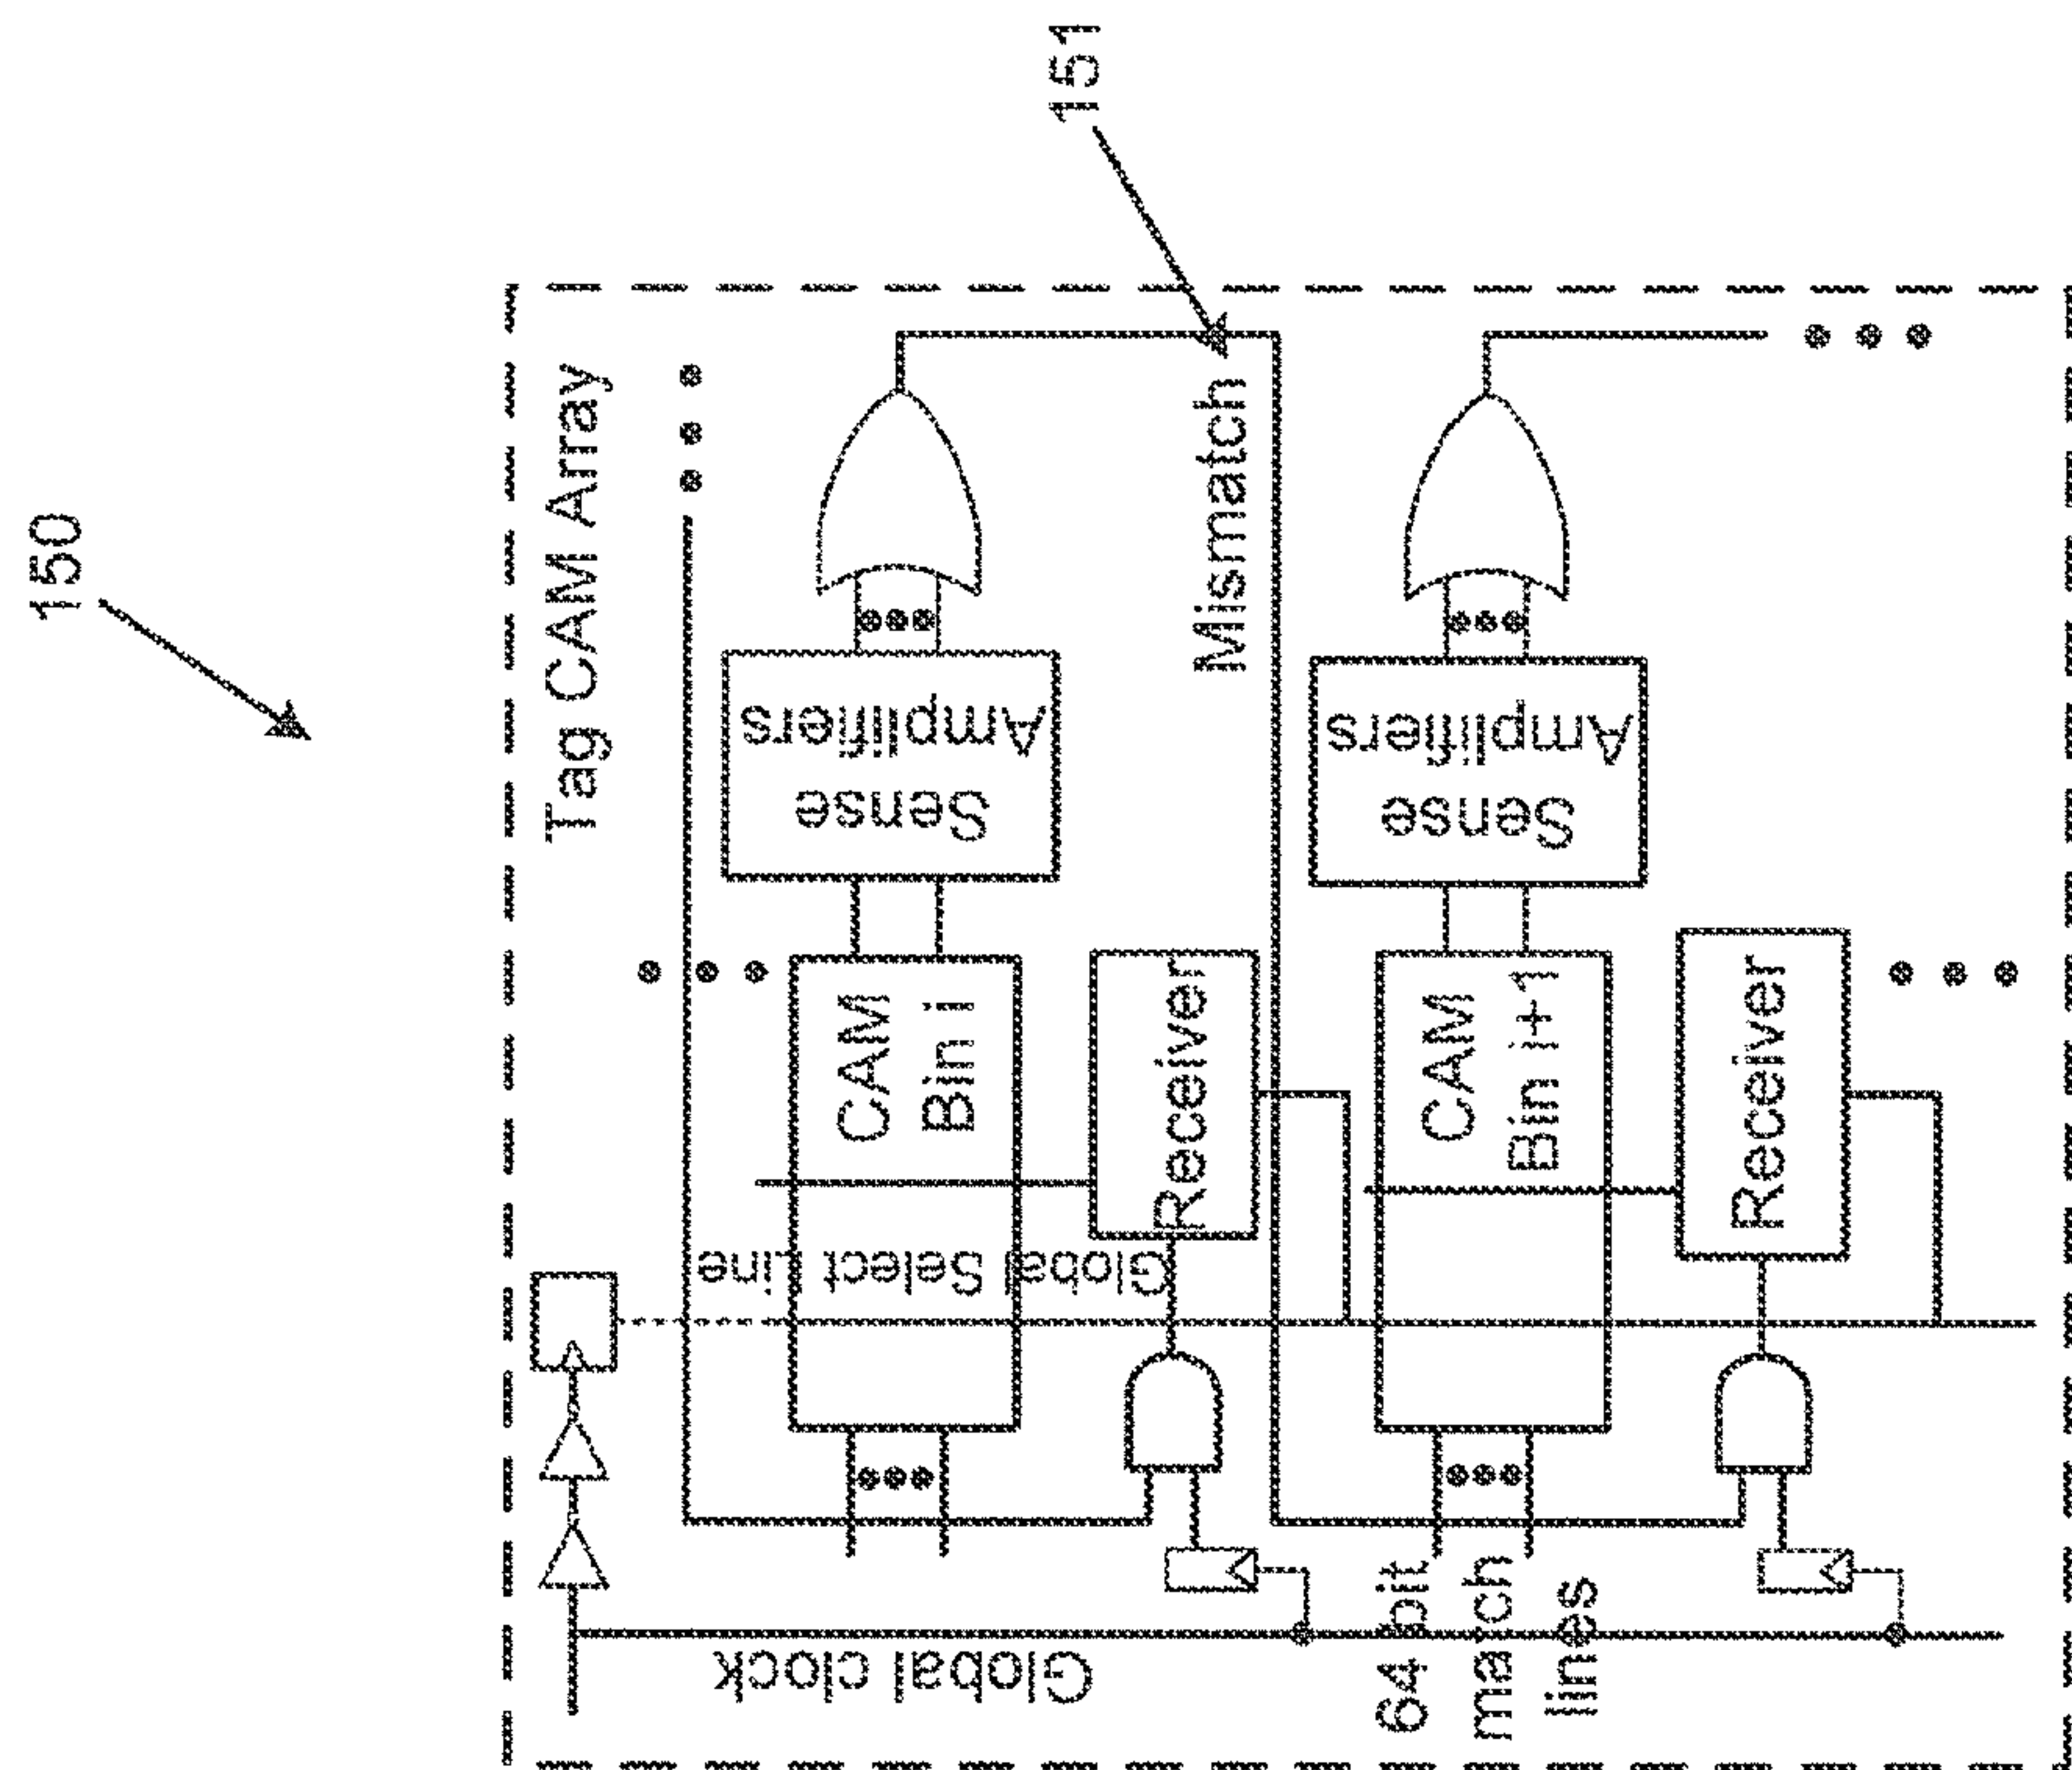 150
151
Tag CAM Array
Sense
Amplifiers
CAM
Bin i
Mismatch
Receiver
Global Select Line
Sense
Amplifiers
CAM
Bin i+1
Receiver
Global clock
64 bit
match
lines